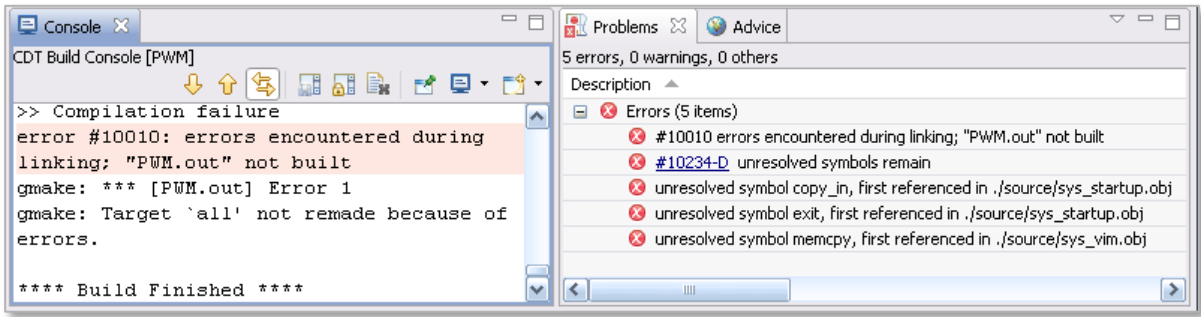 Console
CDT Build Console [PWM]
>> Compilation failure
error #10010: errors encountered during
linking; "PWM.out" not built
gmake: *** [PWM.out] Error 1
gmake: Target `all' not remade because of
errors.
**** Build Finished ****
Problems Advice
5 errors, 0 warnings, 0 others
Description
Errors (5 items)
#10010 errors encountered during linking; "PWM.out" not built
#10234-D unresolved symbols remain
unresolved symbol copy_in, first referenced in ./source/sys_startup.obj
unresolved symbol exit, first referenced in ./source/sys_startup.obj
unresolved symbol memcpy, first referenced in ./source/sys_vim.obj